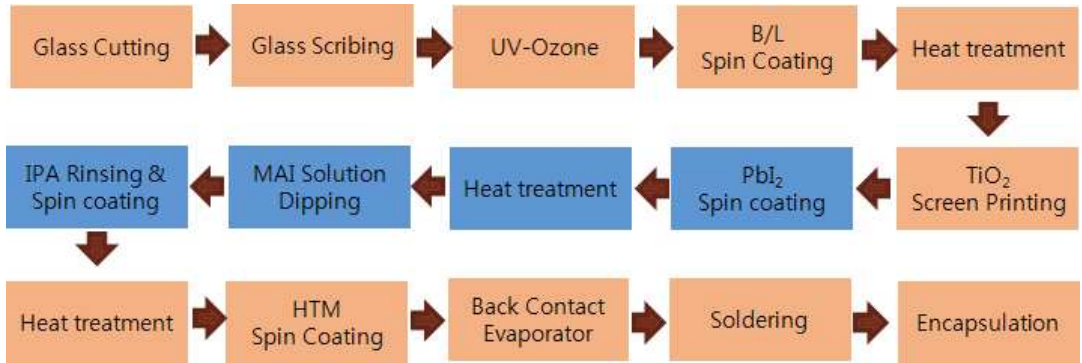 Glass Cutting
Glass Scribing
UV-Ozone
B/L
Spin Coating
Heat treatment
TiO₂
Screen Printing
PbI₂
Spin coating
Heat treatment
MAI Solution
Dipping
IPA Rinsing &
Spin coating
Heat treatment
HTM
Spin Coating
Back Contact
Evaporator
Soldering
Encapsulation